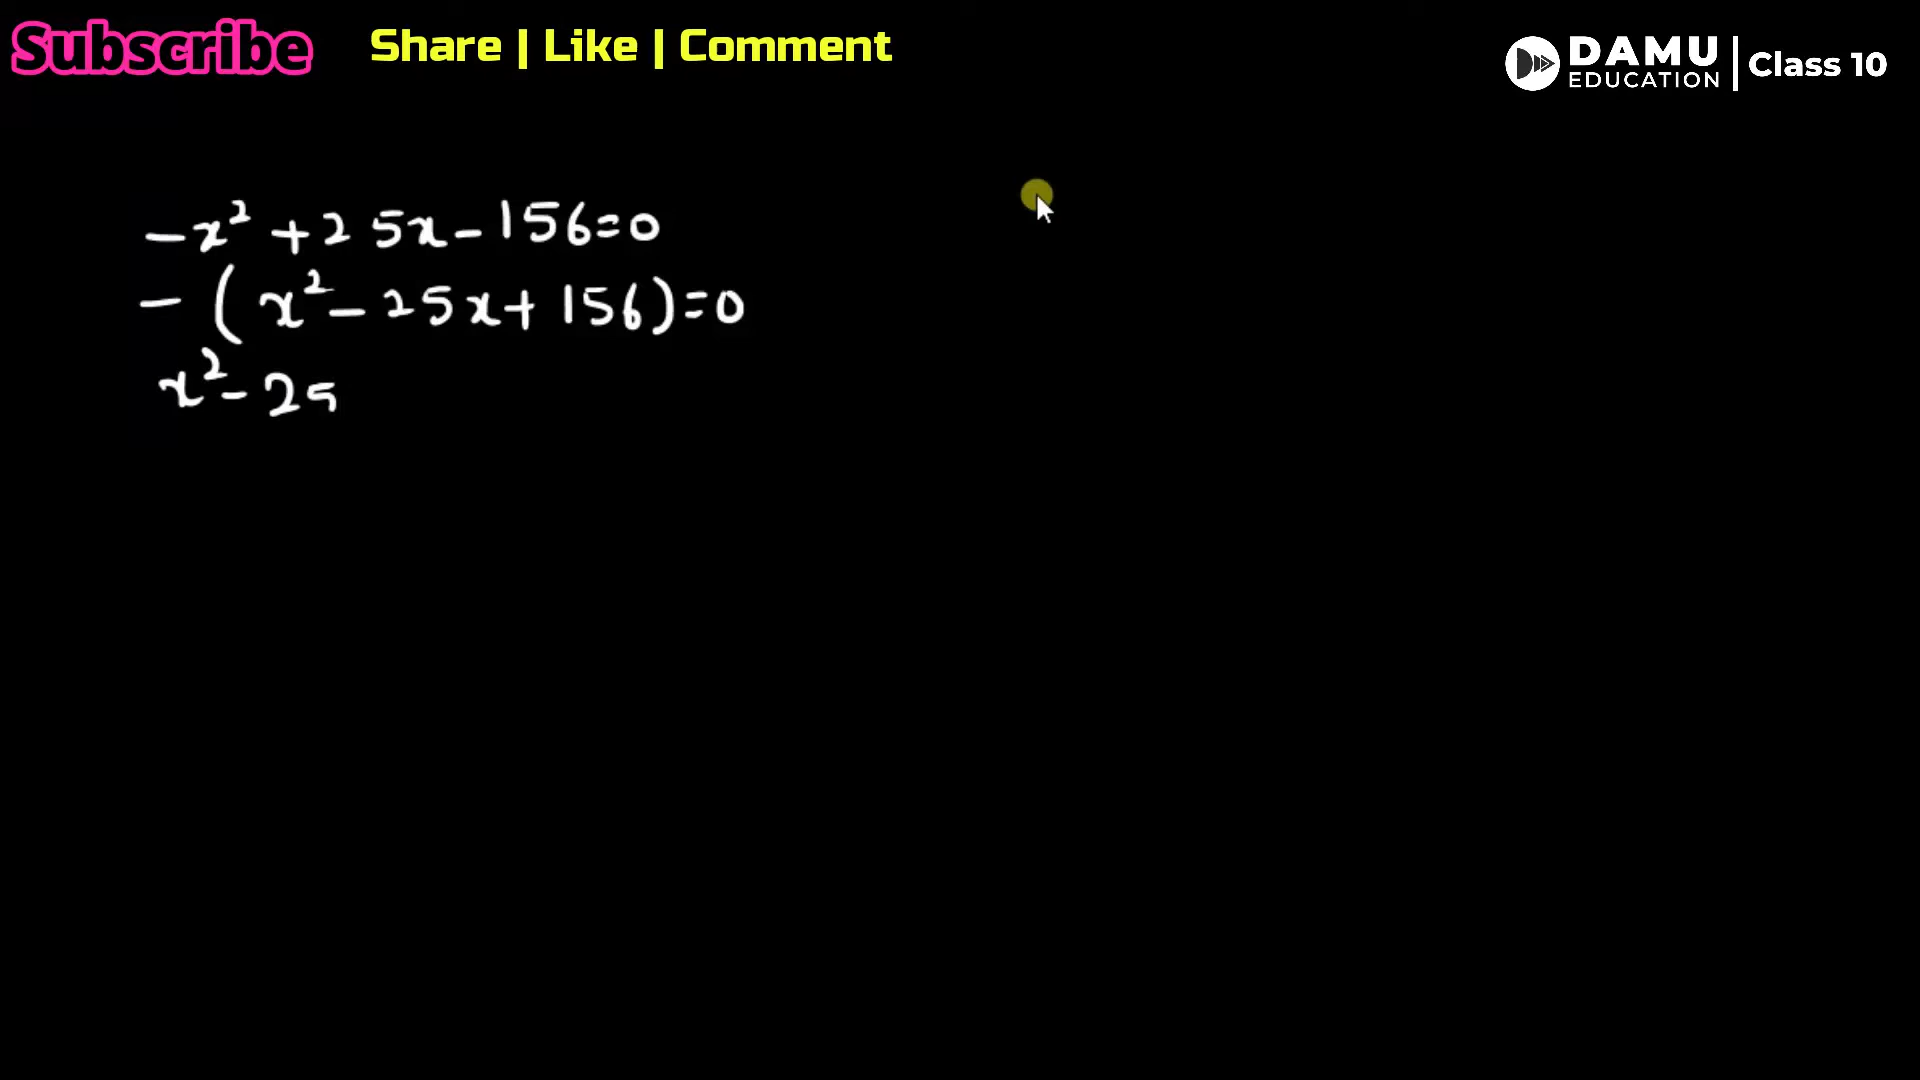 Subscribe Share | Like | Comment
DAMU EDUCATION | Class 10
-x² + 25x - 156 = 0
- (x² - 25x + 156) = 0
x² - 25